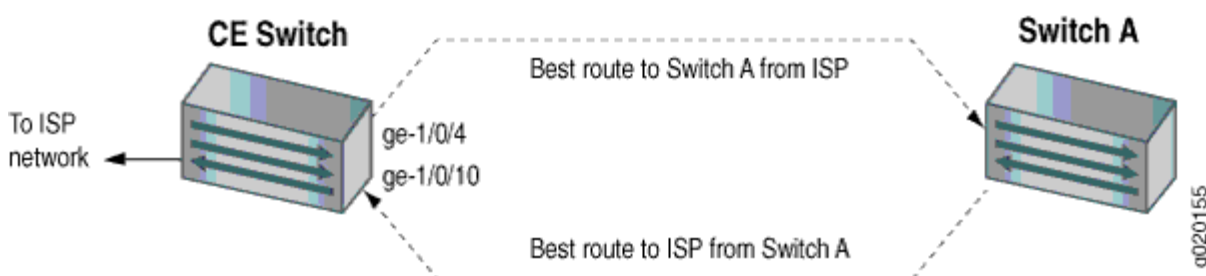 CE Switch
Switch A
Best route to Switch A from ISP
To ISP
network
ge-1/0/4
ge-1/0/10
Best route to ISP from Switch A
g020155